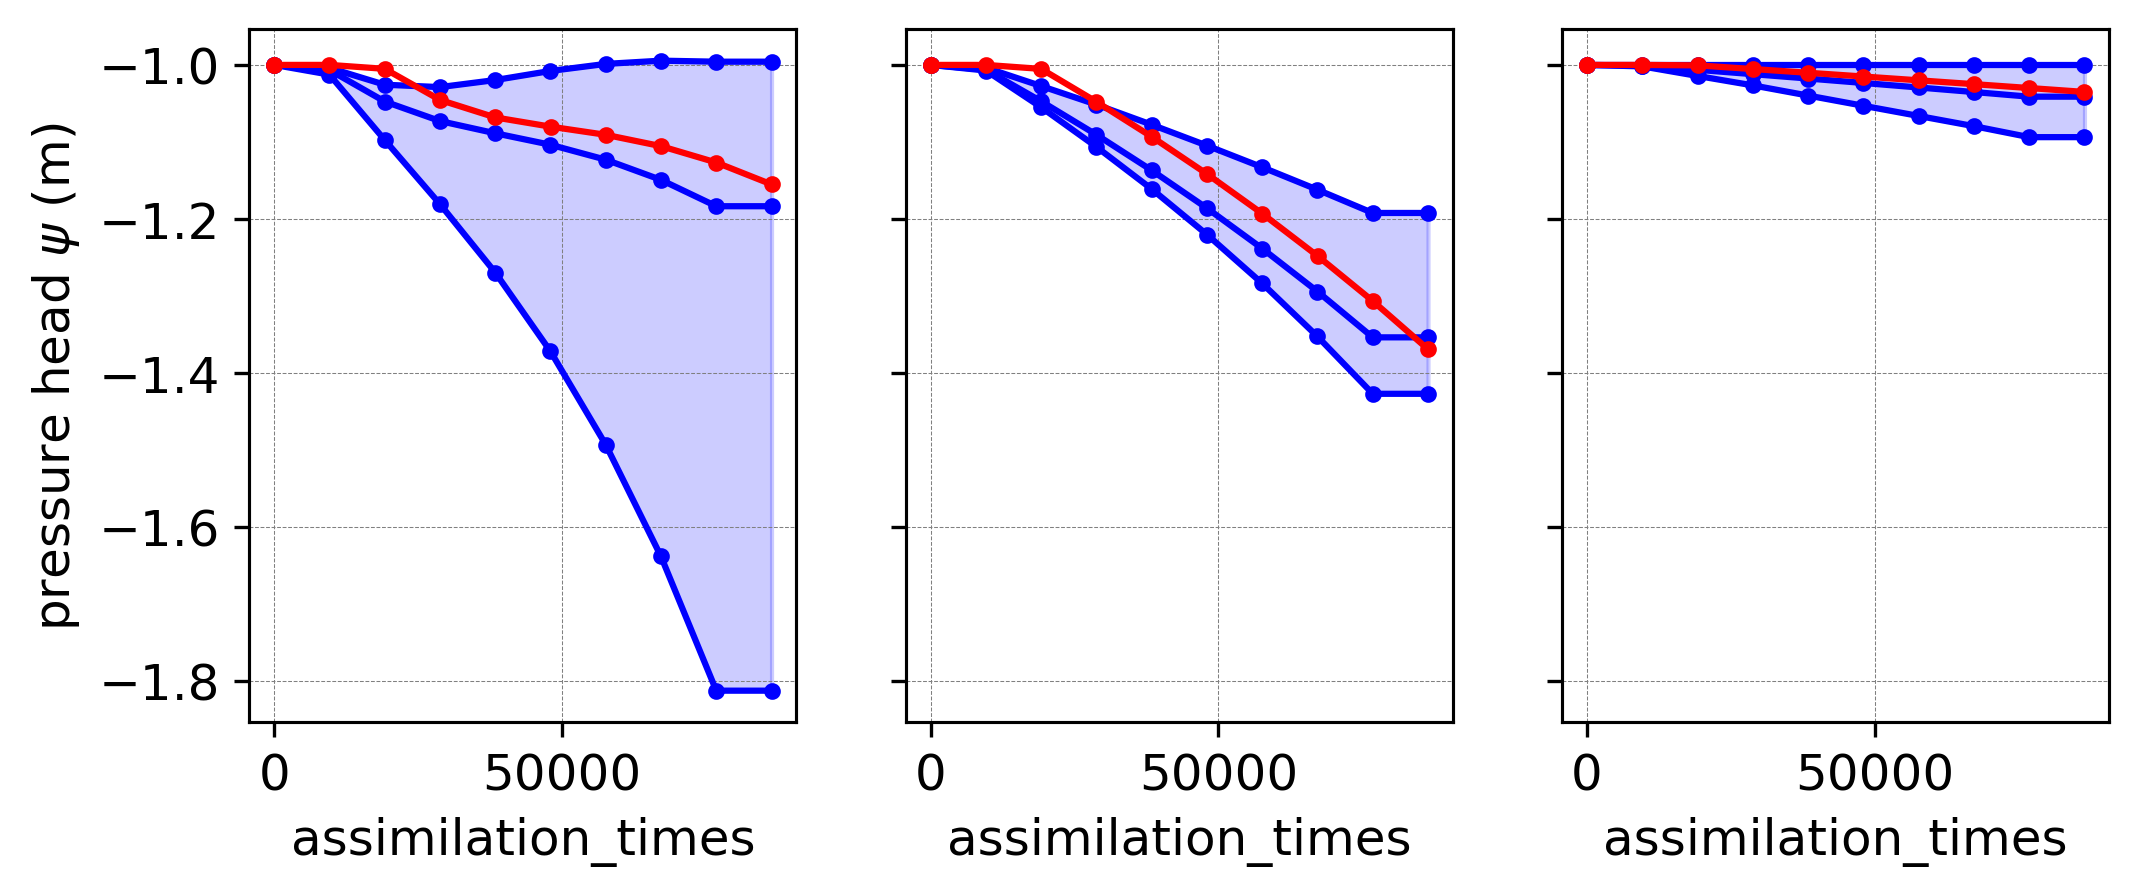 pressure head ψ (m)
−1.0
−1.2
−1.4
−1.6
−1.8
0 50000
0 50000
0 50000
assimilation_times
assimilation_times
assimilation_times